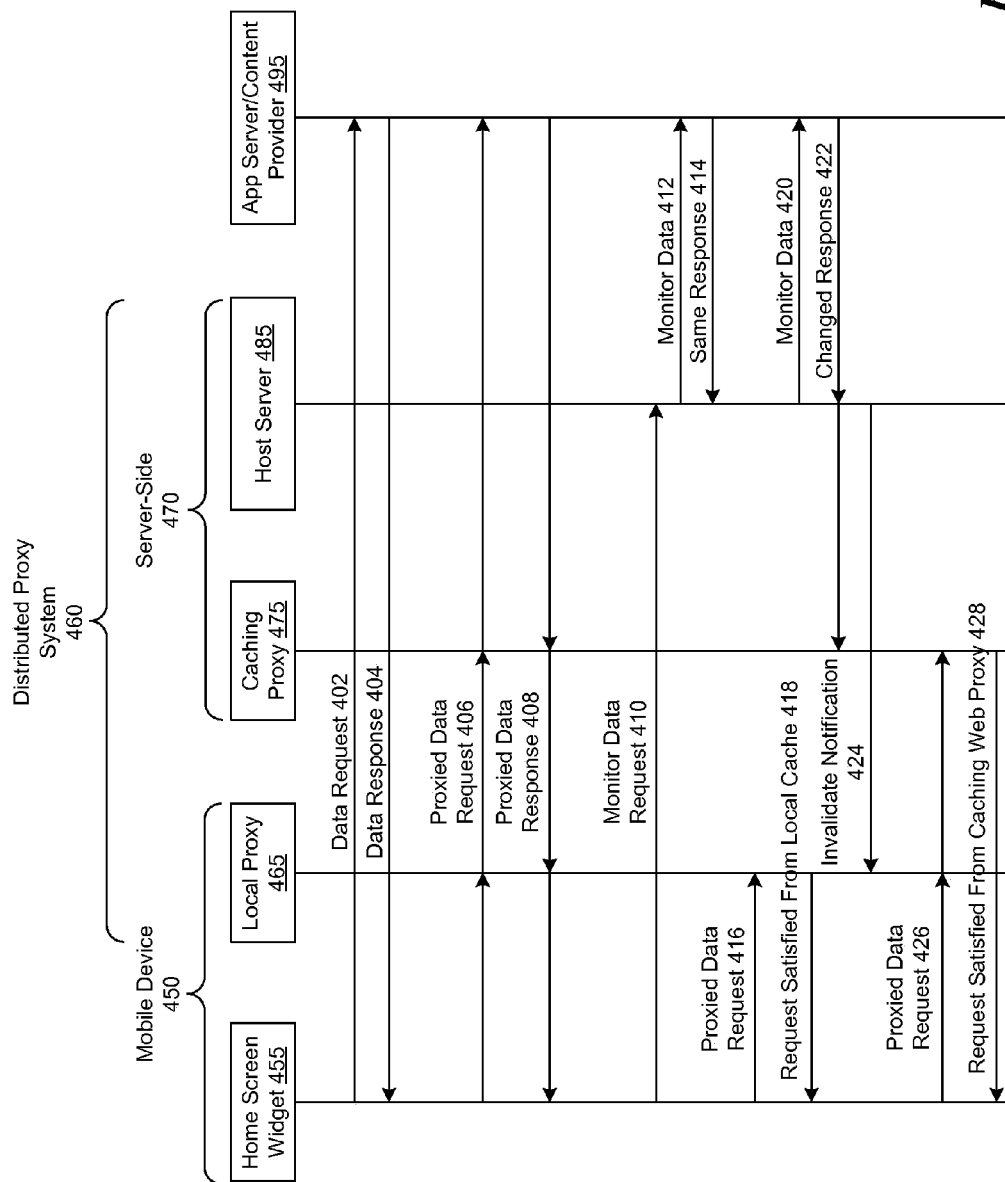 Distributed Proxy
System
460
Mobile Device
450
Server-Side
470
Home Screen
Widget 455
Local Proxy
465
Caching
Proxy 475
Host Server 485
App Server/Content
Provider 495
Data Request 402
Data Response 404
Proxied Data
Request 406
Proxied Data
Response 408
Monitor Data
Request 410
Monitor Data 412
Same Response 414
Proxied Data
Request 416
Request Satisfied From Local Cache 418
Monitor Data 420
Changed Response 422
Invalidate Notification
424
Proxied Data
Request 426
Request Satisfied From Caching Web Proxy 428